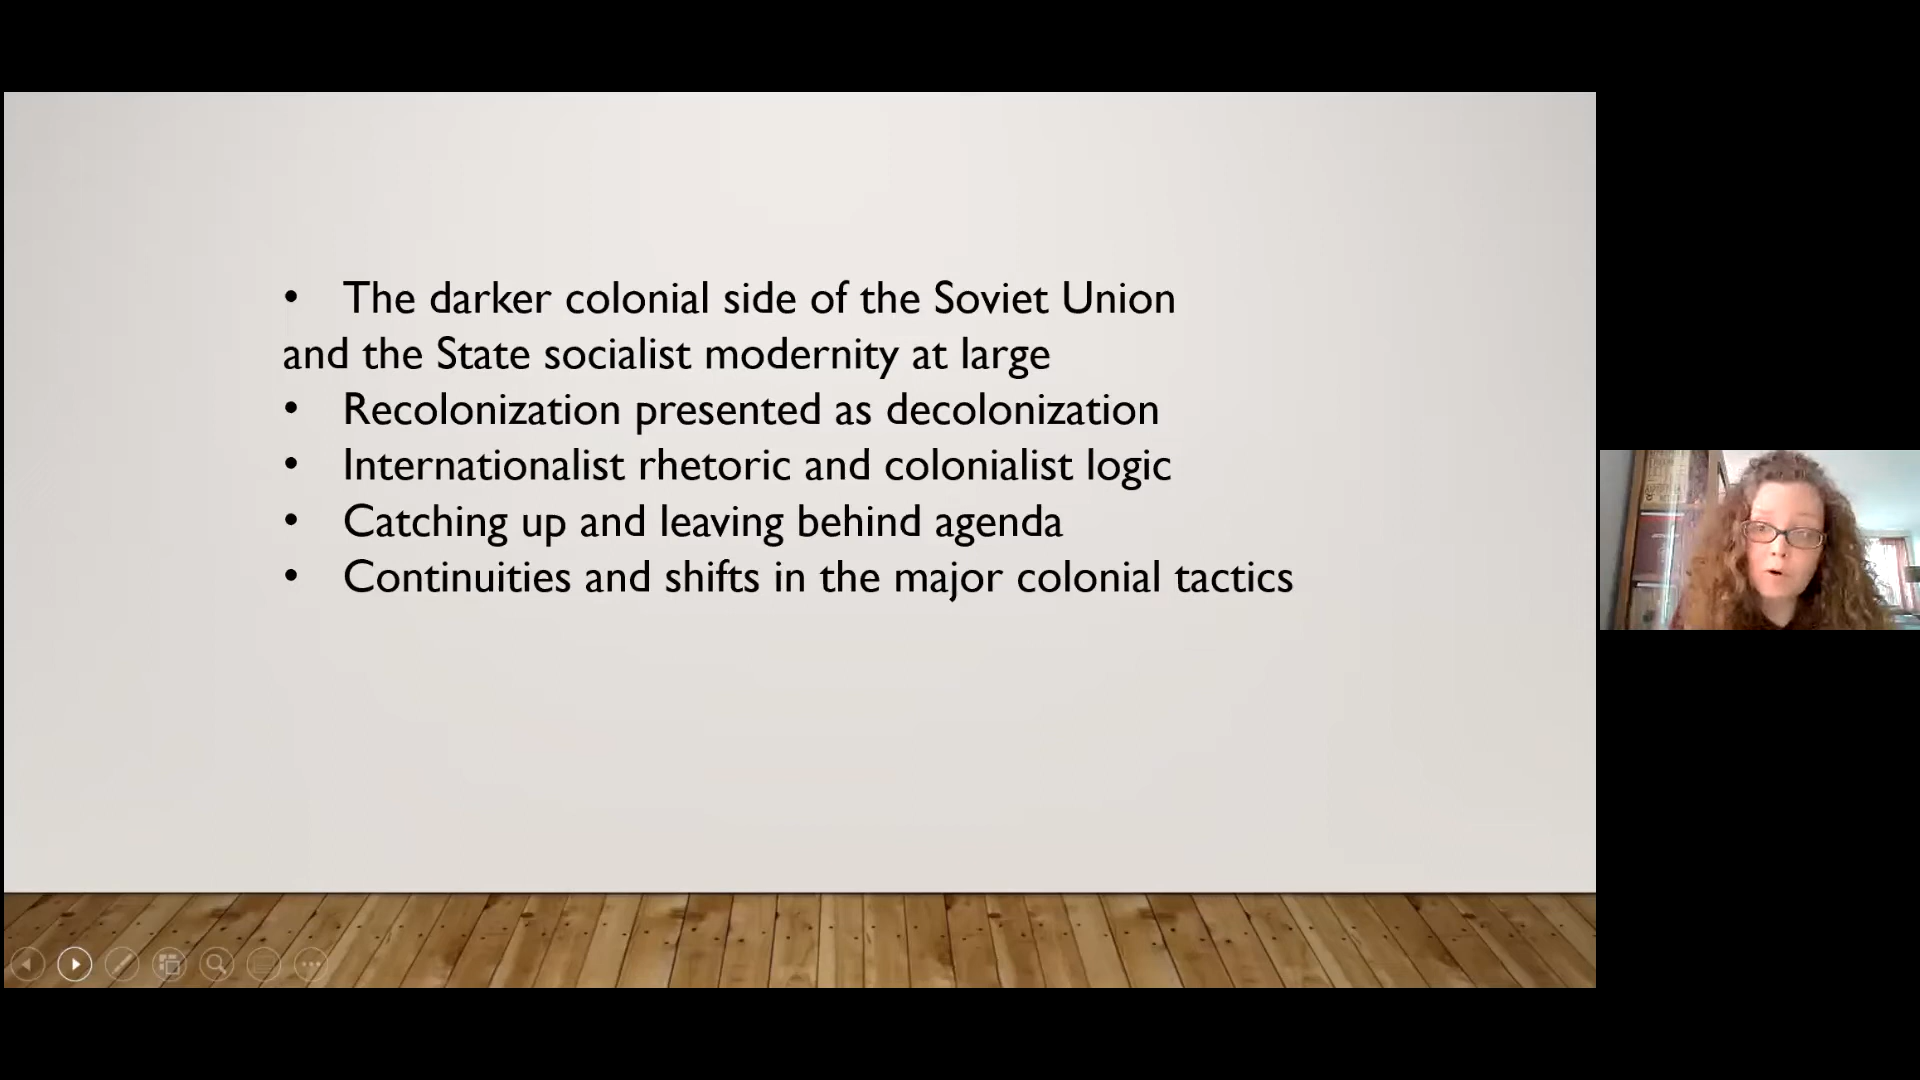 • The darker colonial side of the Soviet Union
and the State socialist modernity at large
• Recolonization presented as decolonization
• Internationalist rhetoric and colonialist logic
• Catching up and leaving behind agenda
• Continuities and shifts in the major colonial tactics